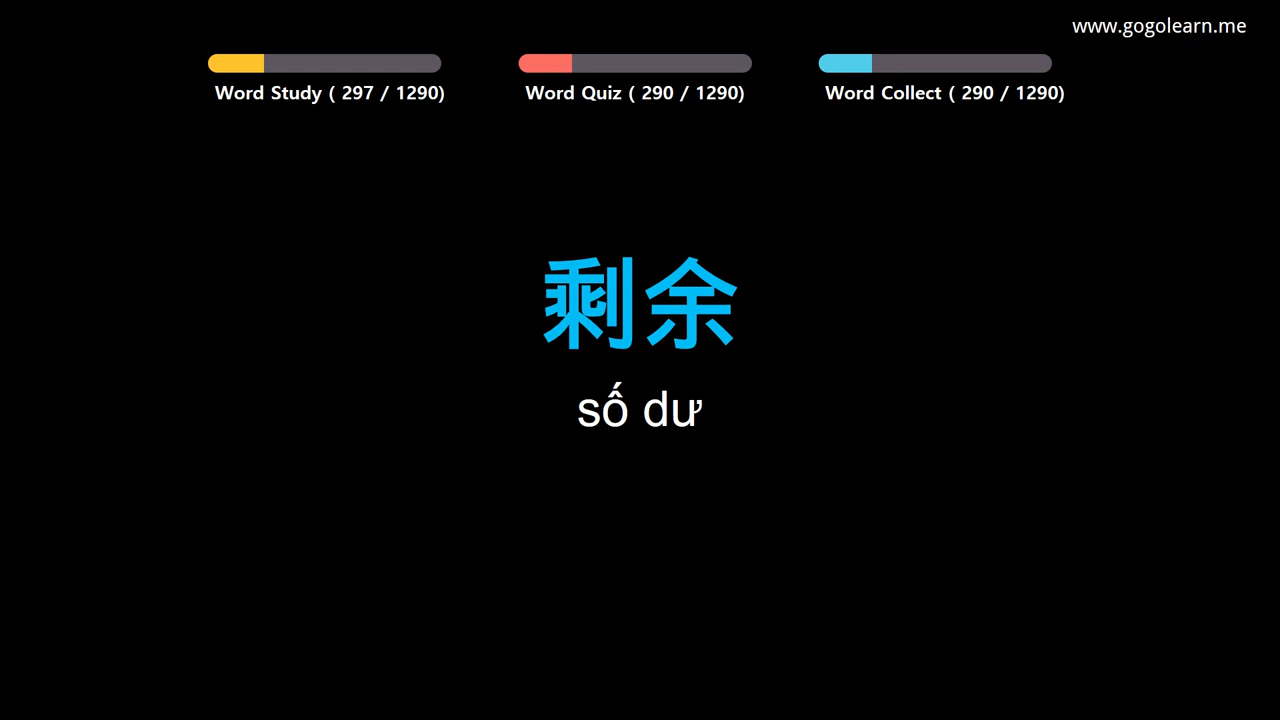 www.gogolearn.me
Word Study ( 297 / 1290)
Word Quiz ( 290 / 1290)
Word Collect ( 290 / 1290)
剩余
số dư